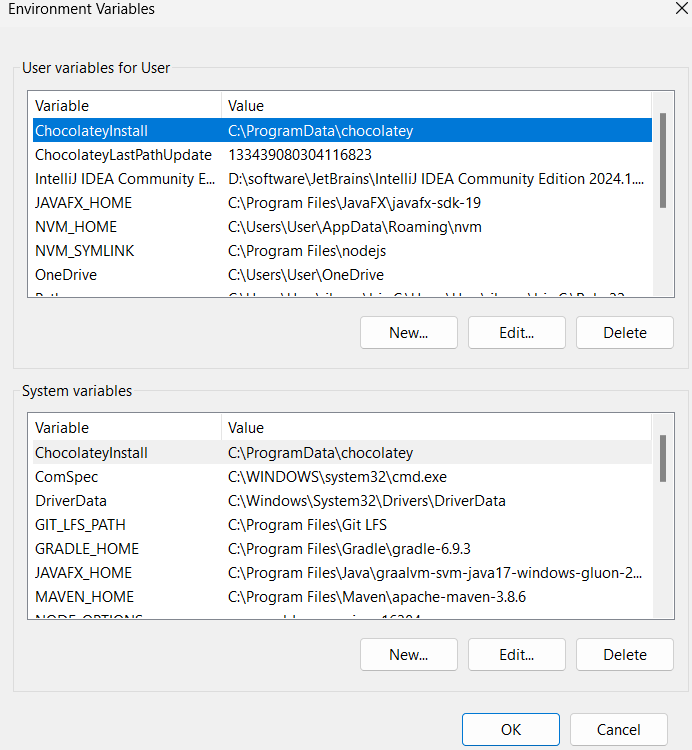 Environment Variables
User variables for User
Variable Value
ChocolateyInstall C:\ProgramData\chocolatey
ChocolateyLastPathUpdate 133439080304116823
IntelliJ IDEA Community E... D:\software\JetBrains\IntelliJ IDEA Community Edition 2024.1....
JAVAFX_HOME C:\Program Files\JavaFX\javafx-sdk-19
NVM_HOME C:\Users\User\AppData\Roaming\nvm
NVM_SYMLINK C:\Program Files\nodejs
OneDrive C:\Users\User\OneDrive
New... Edit... Delete
System variables
Variable Value
ChocolateyInstall C:\ProgramData\chocolatey
ComSpec C:\WINDOWS\system32\cmd.exe
DriverData C:\Windows\System32\Drivers\DriverData
GIT_LFS_PATH C:\Program Files\Git LFS
GRADLE_HOME C:\Program Files\Gradle\gradle-6.9.3
JAVAFX_HOME C:\Program Files\Java\graalvm-svm-java17-windows-gluon-2...
MAVEN_HOME C:\Program Files\Maven\apache-maven-3.8.6
NODE_OPTIONS
New... Edit... Delete
OK Cancel